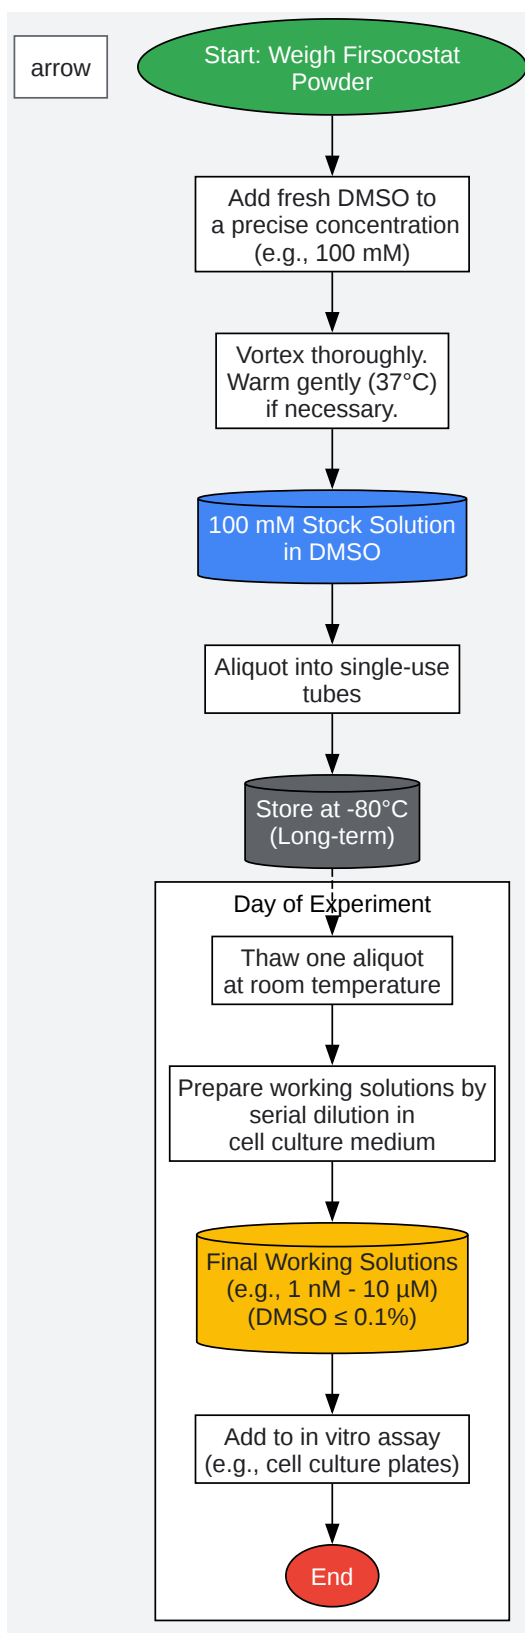 arrow
Start: Weigh Firsocostat
Powder
Add fresh DMSO to
a precise concentration
(e.g., 100 mM)
Vortex thoroughly.
Warm gently (37°C)
if necessary.
100 mM Stock Solution
in DMSO
Aliquot into single-use
tubes
Store at -80°C
(Long-term)
Day of Experiment
Thaw one aliquot
at room temperature
Prepare working solutions by
serial dilution in
cell culture medium
Final Working Solutions
(e.g., 1 nM - 10 µM)
(DMSO ≤ 0.1%)
Add to in vitro assay
(e.g., cell culture plates)
End